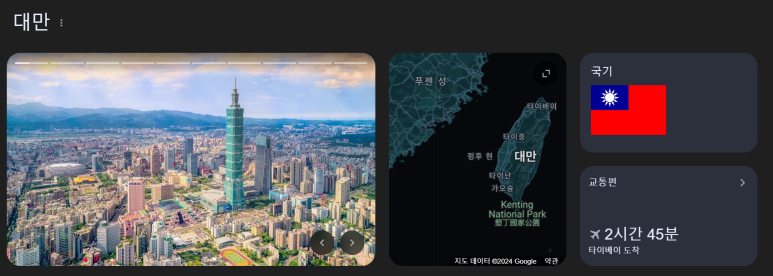 대만
푸젠 성
타이베이
타이중
펑후 현
대만
타이난
가오슝
Kenting
National Park
墾丁國家公園
지도 데이터 ©2024 Google 약관
국기
교통편
2시간 45분
타이베이 도착